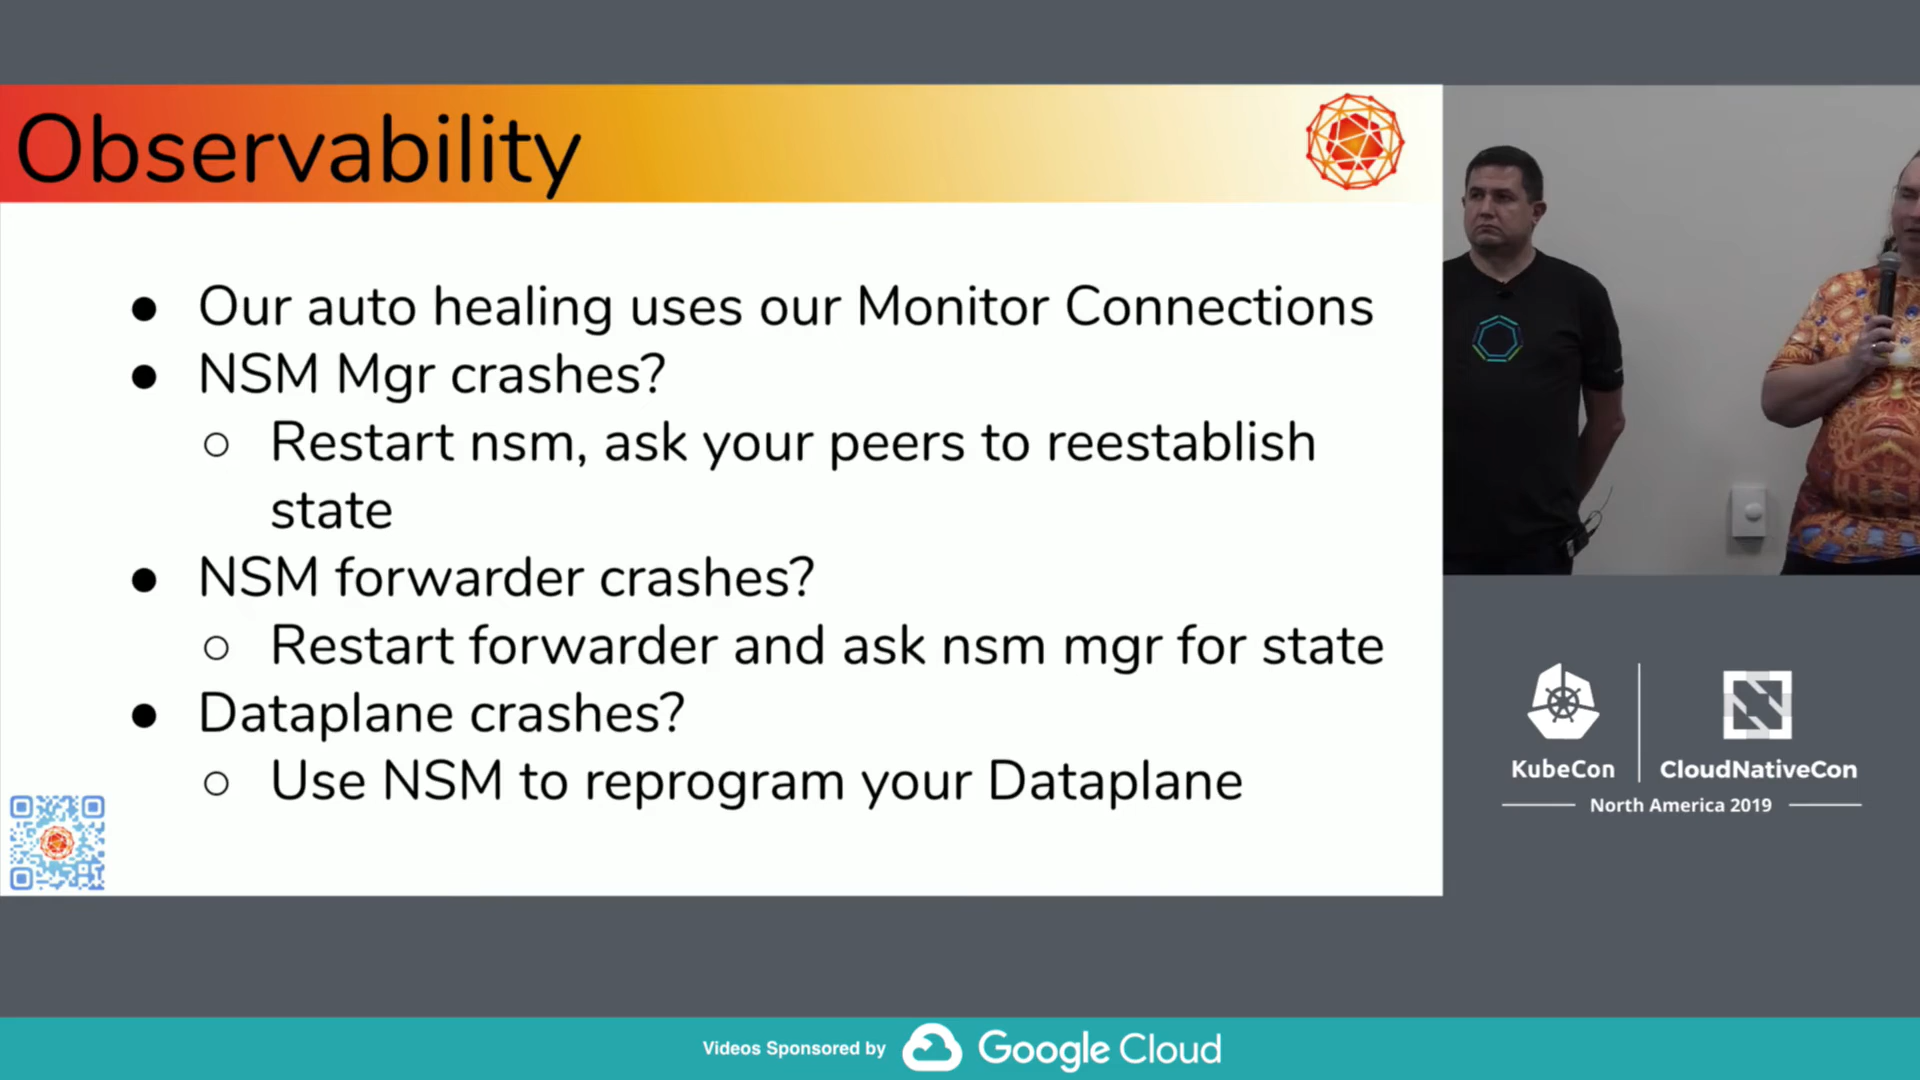 Observability
● Our auto healing uses our Monitor Connections
● NSM Mgr crashes?
○ Restart nsm, ask your peers to reestablish
state
● NSM forwarder crashes?
○ Restart forwarder and ask nsm mgr for state
● Dataplane crashes?
○ Use NSM to reprogram your Dataplane
KubeCon
CloudNativeCon
North America 2019
Videos Sponsored by Google Cloud